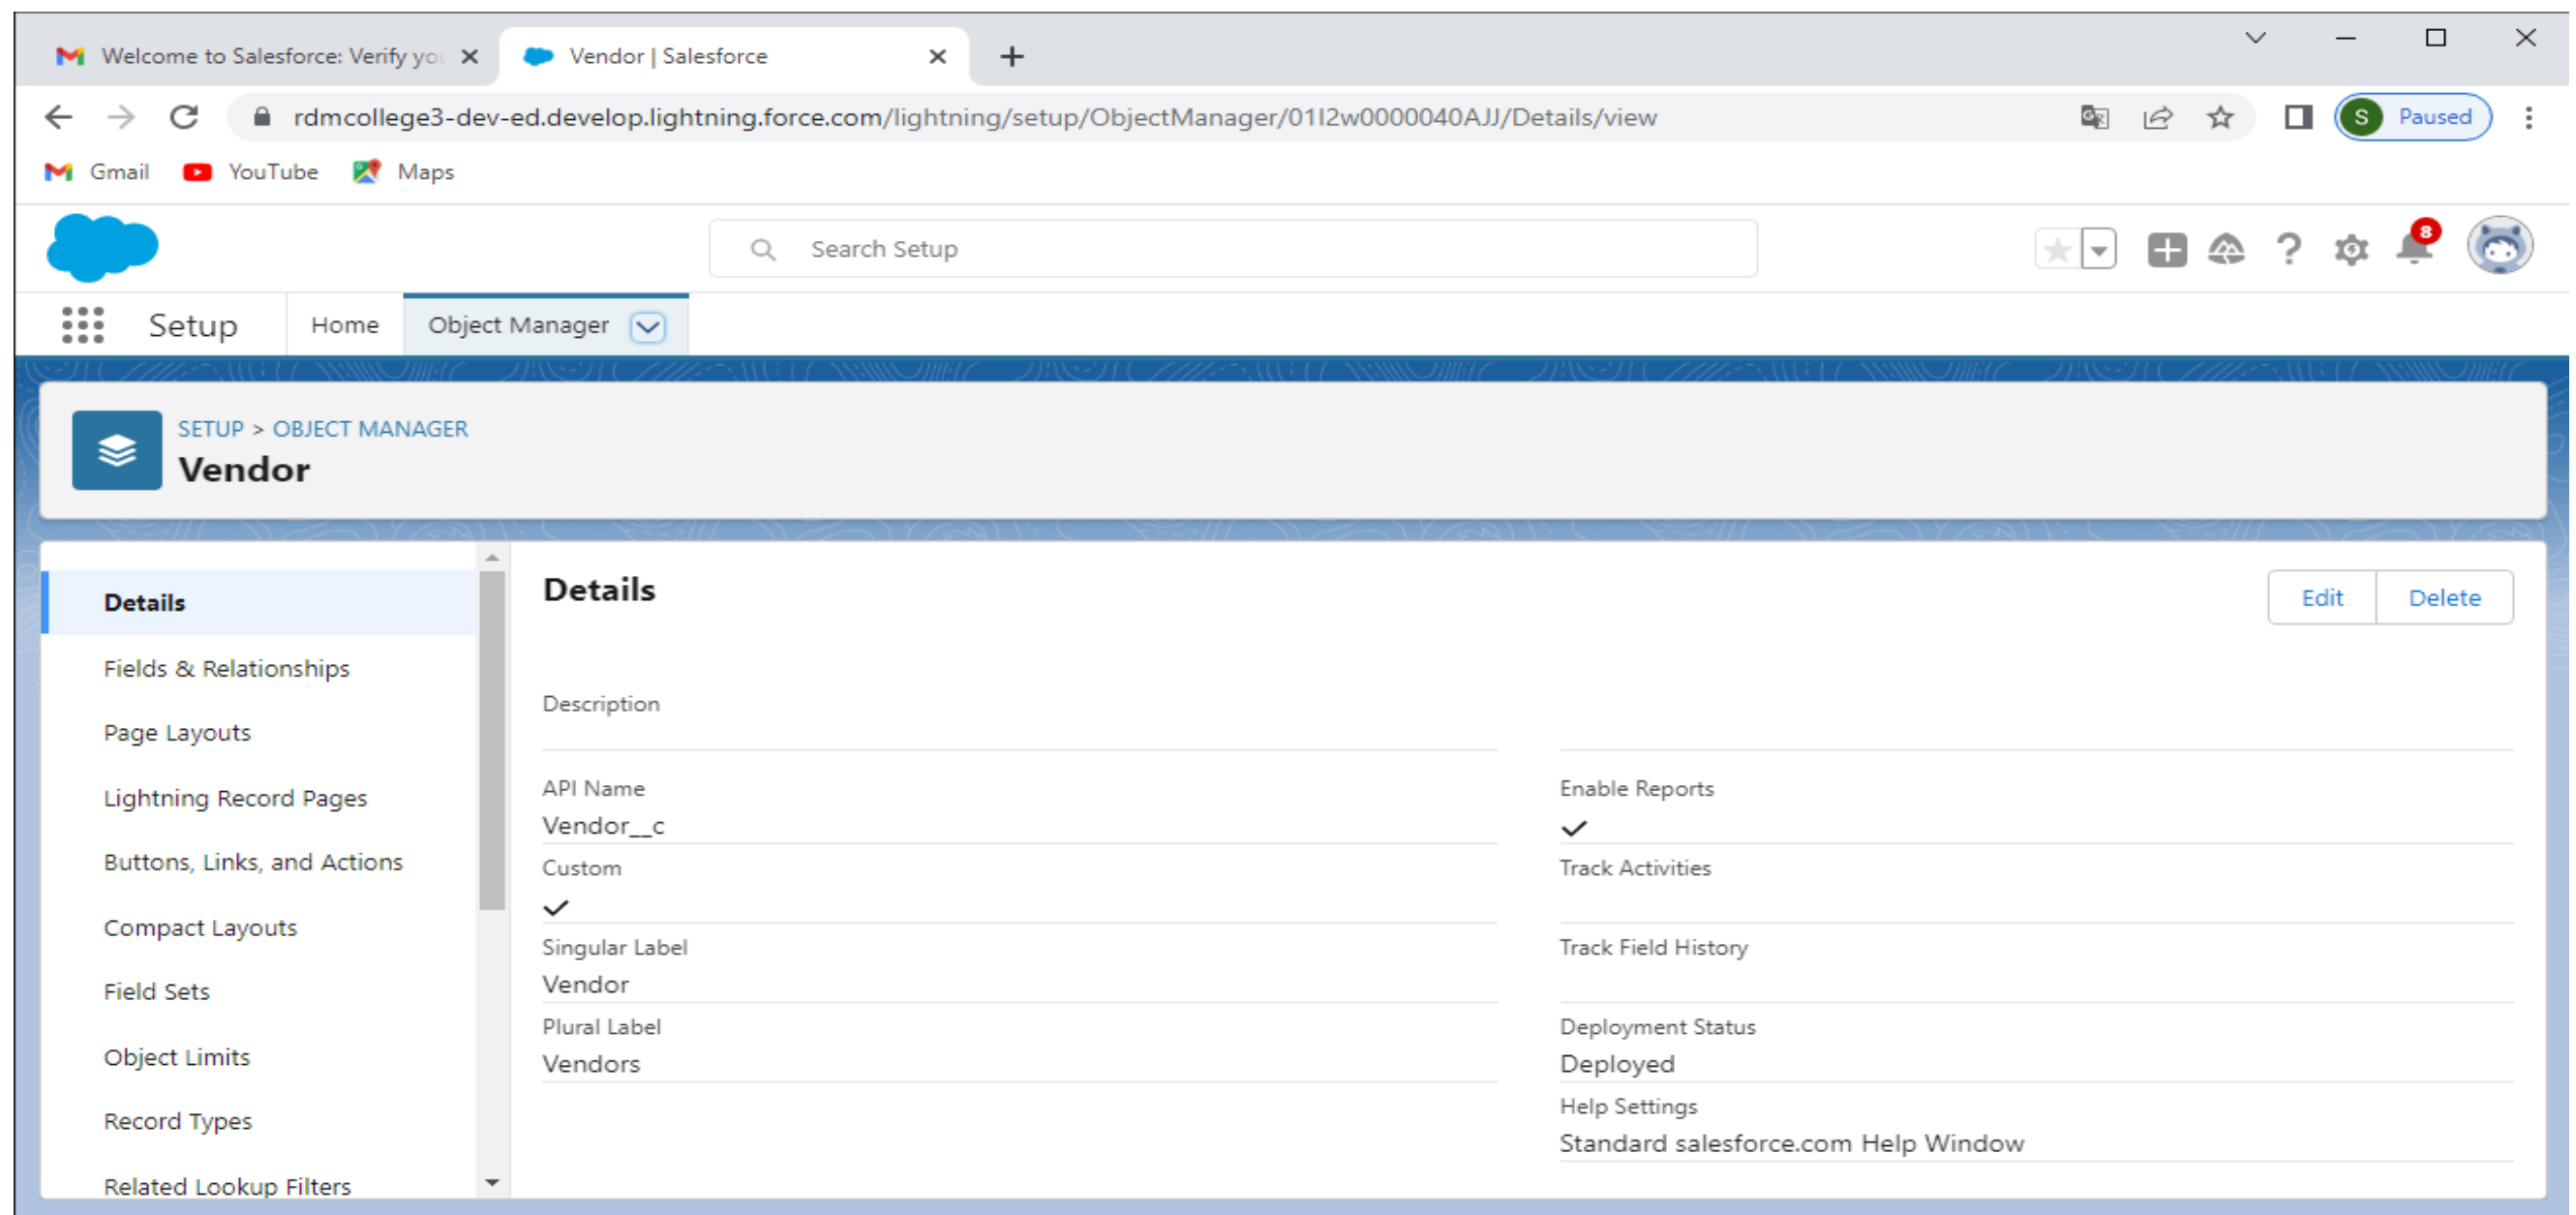 Welcome to Salesforce: Verify you
Vendor | Salesforce
rdmcollege3-dev-ed.develop.lightning.force.com/lightning/setup/ObjectManager/01I2w0000040AJJ/Details/view
S Paused
Gmail YouTube Maps
Search Setup
8
Setup Home Object Manager
SETUP > OBJECT MANAGER
Vendor
Details
Fields & Relationships
Page Layouts
Lightning Record Pages
Buttons, Links, and Actions
Compact Layouts
Field Sets
Object Limits
Record Types
Related Lookup Filters
Details
Edit Delete
Description
API Name
Vendor__c
Custom
Singular Label
Vendor
Plural Label
Vendors
Enable Reports
Track Activities
Track Field History
Deployment Status
Deployed
Help Settings
Standard salesforce.com Help Window